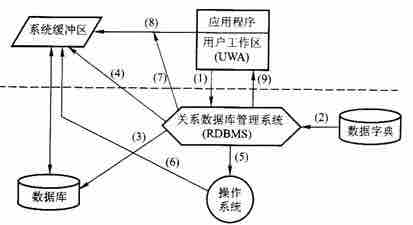 (8)
应用程序
系统缓冲区
用户工作区
(UWA)
(4)
(7)
(1)
(9)
关系数据库管理系统
(RDBMS)
(2)
数据字典
(3)
(6)
(5)
数据库
操作
系统